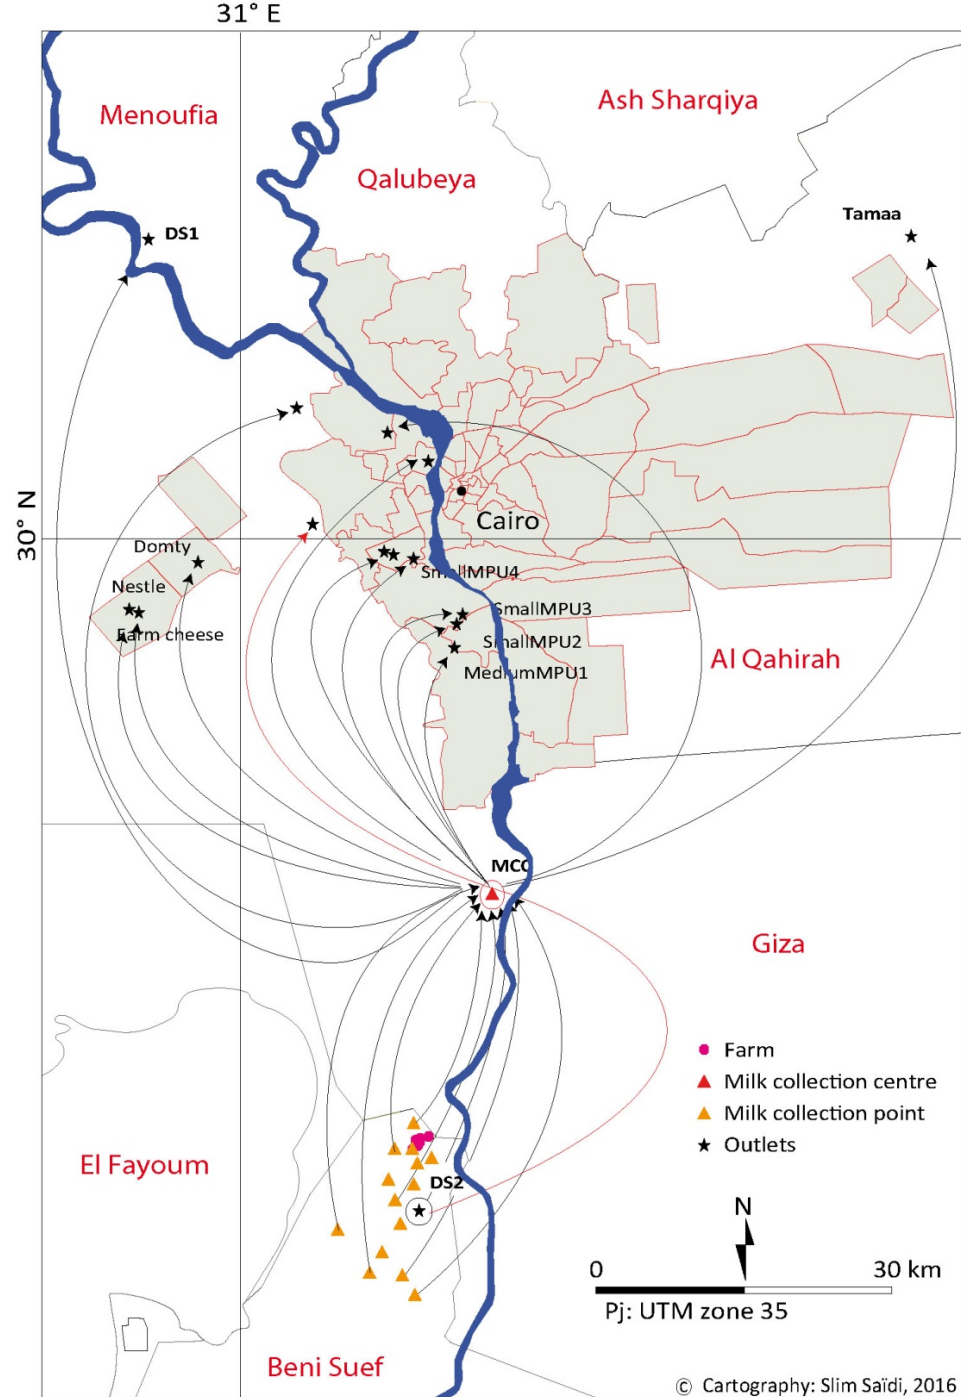 31° E
Menoufia
Ash Sharqiya
Qalubeya
Tamaa
DS1
30° N
Cairo
Domty
SmallMPU4
Nestle
SmallMPU3
Farm cheese
SmallMPU2
Al Qahirah
MediumMPU1
MCC
Giza
Farm
Milk collection centre
Milk collection point
Outlets
El Fayoum
DS2
N
0 30 km
Pj: UTM zone 35
Beni Suef
© Cartography: Slim Saïdi, 2016